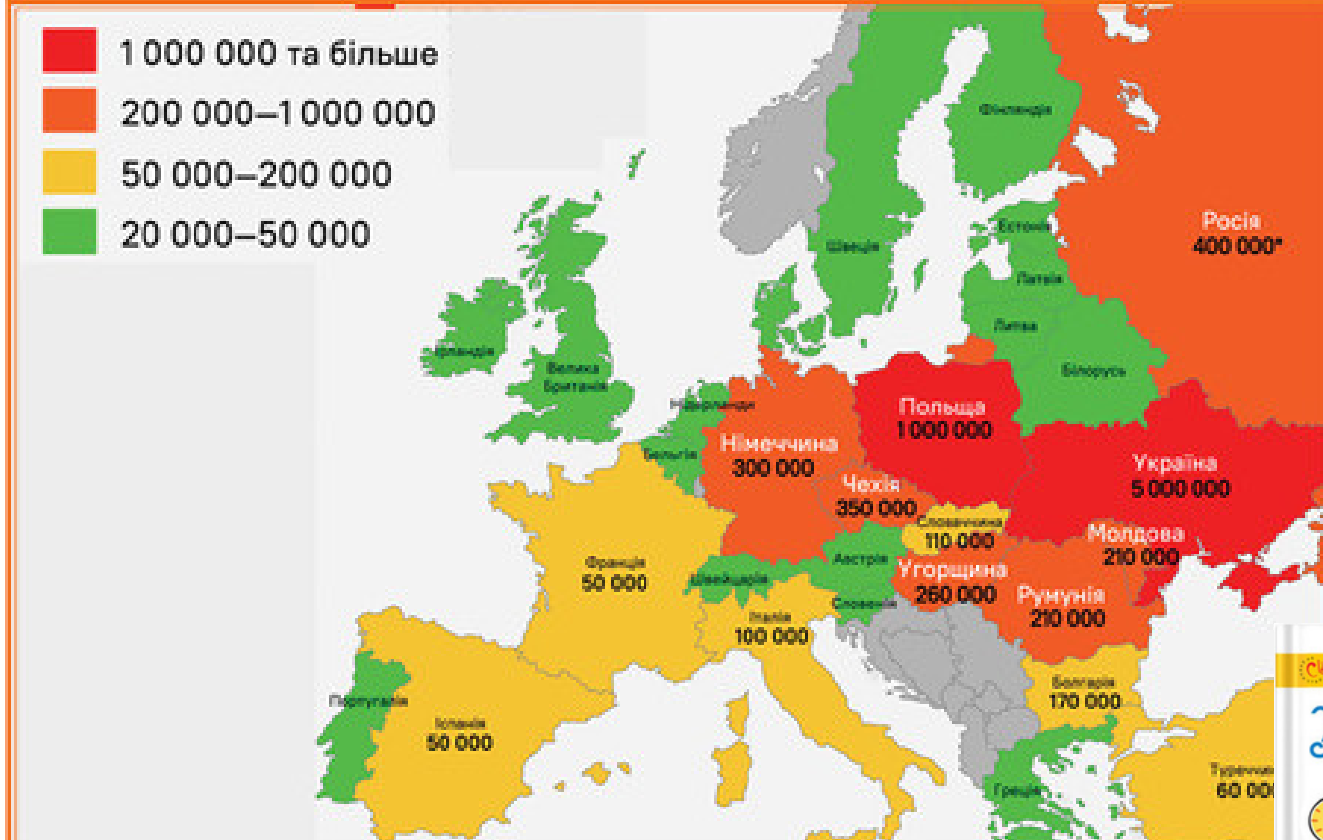 1 000 000 та більше
200 000–1 000 000
50 000–200 000
20 000–50 000
Фінляндія
Естонія
Росія
400 000*
Швеція
Латвія
Литва
Ірландія
Велика
Британія
Білорусь
Нідерланди
Польща
1 000 000
Німеччина
300 000
Бельгія
Україна
5 000 000
Чехія
350 000
Словаччина
110 000
Молдова
210 000
Австрія
Франція
50 000
Швейцарія
Угорщина
260 000
Румунія
210 000
Словенія
Італія
100 000
Болгарія
170 000
Португалія
Іспанія
50 000
Греція